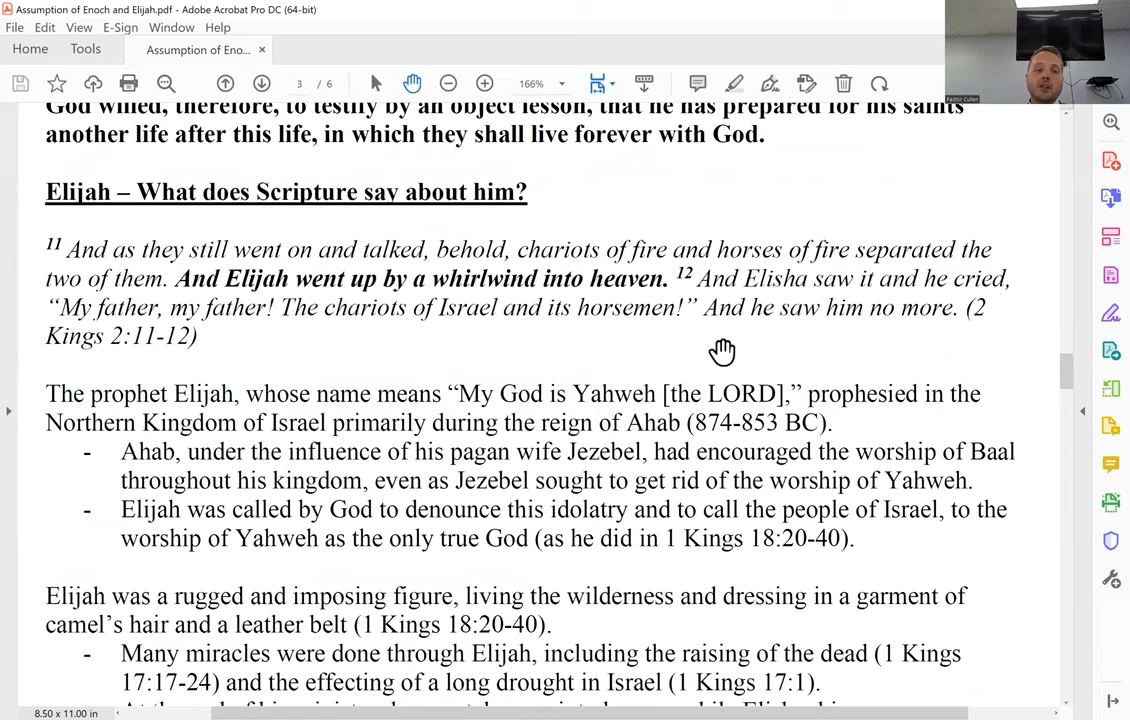 Assumption of Enoch and Elijah.pdf - Adobe Acrobat Pro DC (64-bit)
File Edit View E-Sign Window Help
Home Tools Assumption of Eno... ×
3 / 6 166%
Pastor Cullen
God willed, therefore, to testify by an object lesson, that he has prepared for his saints
another life after this life, in which they shall live forever with God.
Elijah – What does Scripture say about him?
11 And as they still went on and talked, behold, chariots of fire and horses of fire separated the
two of them. And Elijah went up by a whirlwind into heaven. 12 And Elisha saw it and he cried,
“My father, my father! The chariots of Israel and its horsemen!” And he saw him no more. (2
Kings 2:11-12)
The prophet Elijah, whose name means “My God is Yahweh [the LORD],” prophesied in the
Northern Kingdom of Israel primarily during the reign of Ahab (874-853 BC).
- Ahab, under the influence of his pagan wife Jezebel, had encouraged the worship of Baal
throughout his kingdom, even as Jezebel sought to get rid of the worship of Yahweh.
- Elijah was called by God to denounce this idolatry and to call the people of Israel, to the
worship of Yahweh as the only true God (as he did in 1 Kings 18:20-40).
Elijah was a rugged and imposing figure, living the wilderness and dressing in a garment of
camel’s hair and a leather belt (1 Kings 18:20-40).
- Many miracles were done through Elijah, including the raising of the dead (1 Kings
17:17-24) and the effecting of a long drought in Israel (1 Kings 17:1).
8.50 x 11.00 in